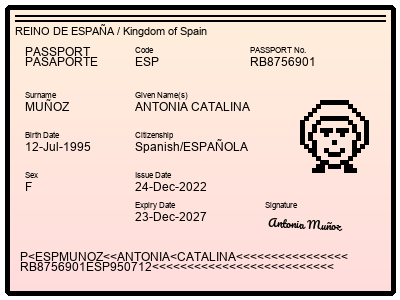 REINO DE ESPAÑA / Kingdom of Spain
PASSPORT
PASAPORTE
Code
ESP
PASSPORT No.
RB8756901
Surname
MUÑOZ
Given Name(s)
ANTONIA CATALINA
Birth Date
12-Jul-1995
Citizenship
Spanish/ESPAÑOLA
Sex
F
Issue Date
24-Dec-2022
Expiry Date
23-Dec-2027
Signature
Antonia Muñoz
P<ESPMUNOZ<<ANTONIA<CATALINA<<<<<<<<<<<<<<<<
RB8756901ESP950712<<<<<<<<<<<<<<<<<<<<<<<<<<